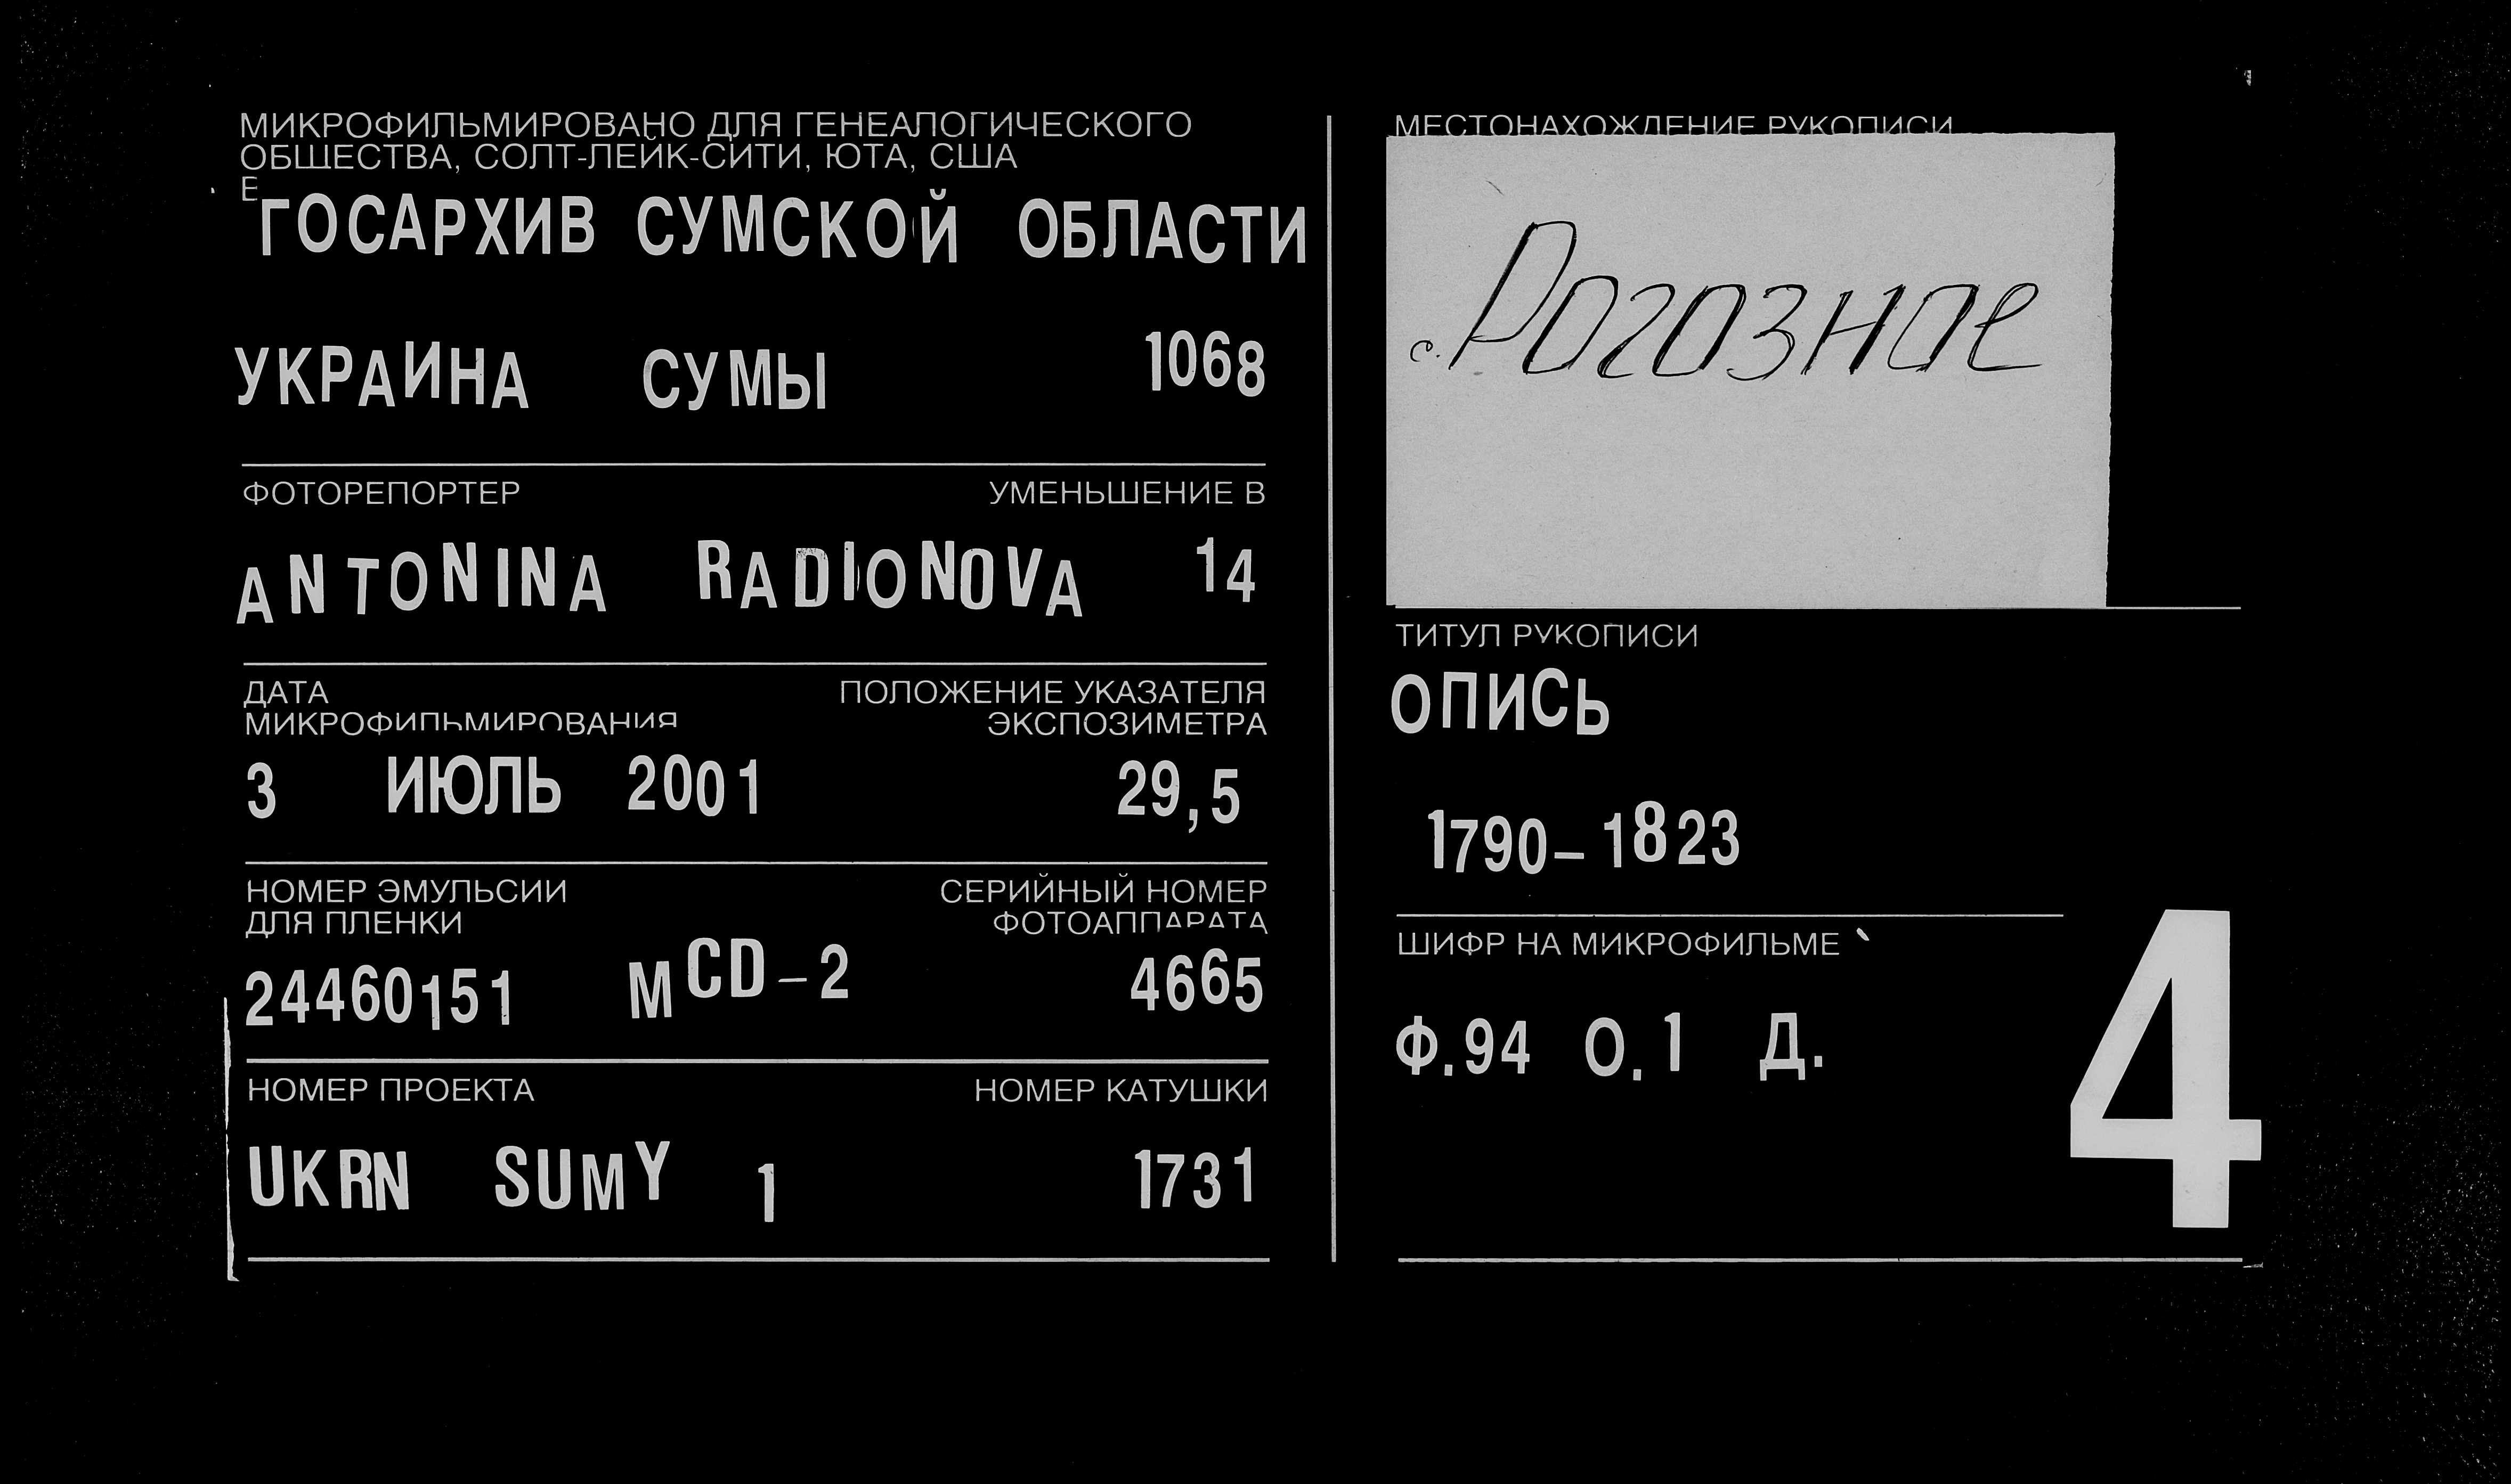 МИКРОФИЛЬМИРОВАНО ДЛЯ ГЕНЕАЛОГИЧЕСКОГО
ОБЩЕСТВА, СОЛТ-ЛЕЙК-СИТИ, ЮТА, США
Е
ГОСАРХИВ СУМСКОЙ ОБЛАСТИ
УКРАИНА СУМЫ 1068
ФОТОРЕПОРТЕР УМЕНЬШЕНИЕ В
ANTONINA RADIONOVA 14
ДАТА ПОЛОЖЕНИЕ УКАЗАТЕЛЯ
МИКРОФИЛЬМИРОВАНИЯ ЭКСПОЗИМЕТРА
3 ИЮЛЬ 2001 29,5
НОМЕР ЭМУЛЬСИИ СЕРИЙНЫЙ НОМЕР
ДЛЯ ПЛЕНКИ ФОТОАППАРАТА
24460151 MCD-2 4665
НОМЕР ПРОЕКТА НОМЕР КАТУШКИ
UKRN SUMY 1 1731
МЕСТОНАХОЖДЕНИЕ РУКОПИСИ
с. Рогозное
ТИТУЛ РУКОПИСИ
ОПИСЬ
1790-1823
ШИФР НА МИКРОФИЛЬМЕ
Ф.94 О.1 Д.
4